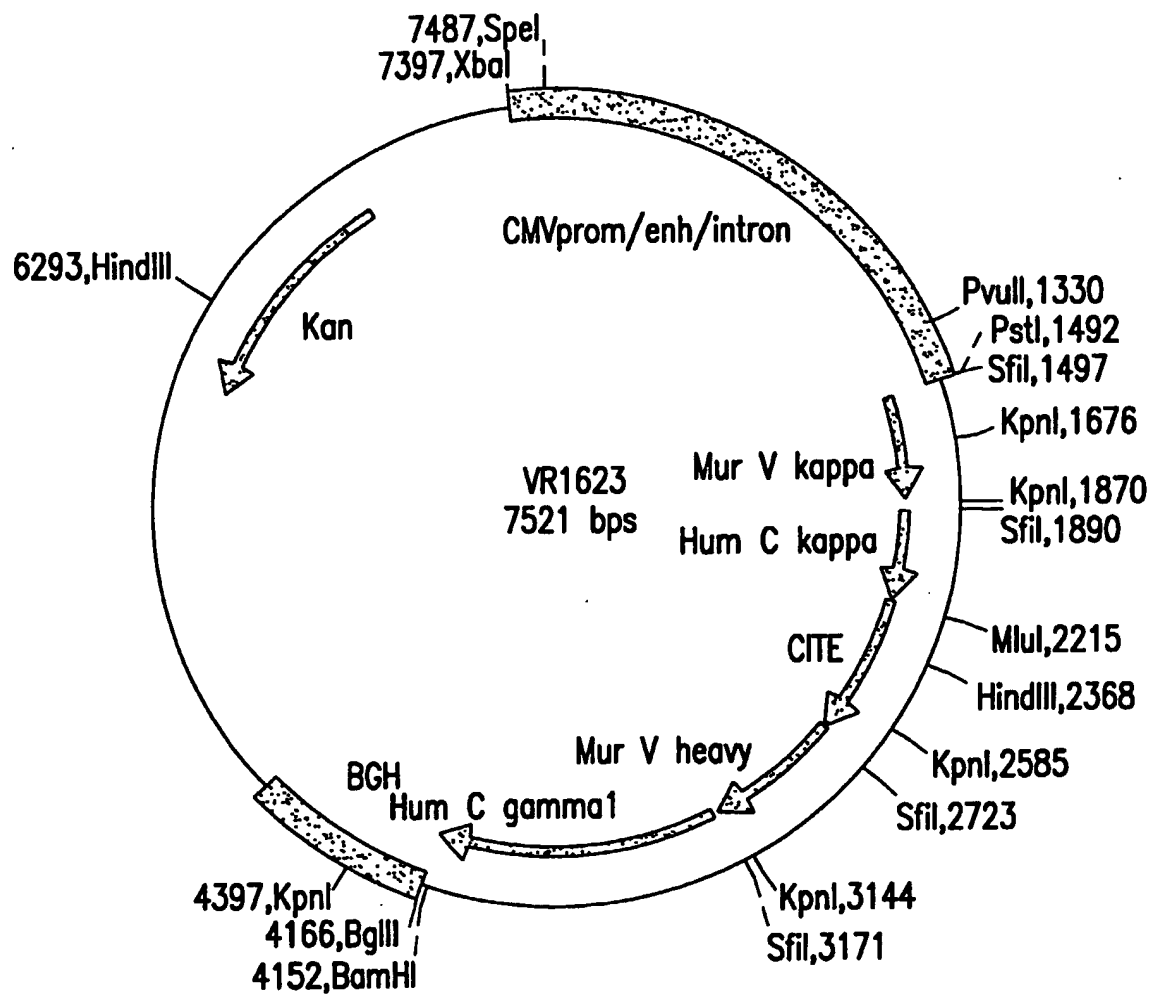 7487,SpeI
7397,XbaI
CMVprom/enh/intron
6293,HindIII
Kan
PvuII,1330
PstI,1492
SfiI,1497
KpnI,1676
Mur V kappa
VR1623
7521 bps
KpnI,1870
SfiI,1890
Hum C kappa
MluI,2215
CITE
HindIII,2368
Mur V heavy
KpnI,2585
BGH
Hum C gamma1
SfiI,2723
4397,KpnI
KpnI,3144
4166,BglII
SfiI,3171
4152,BamHI